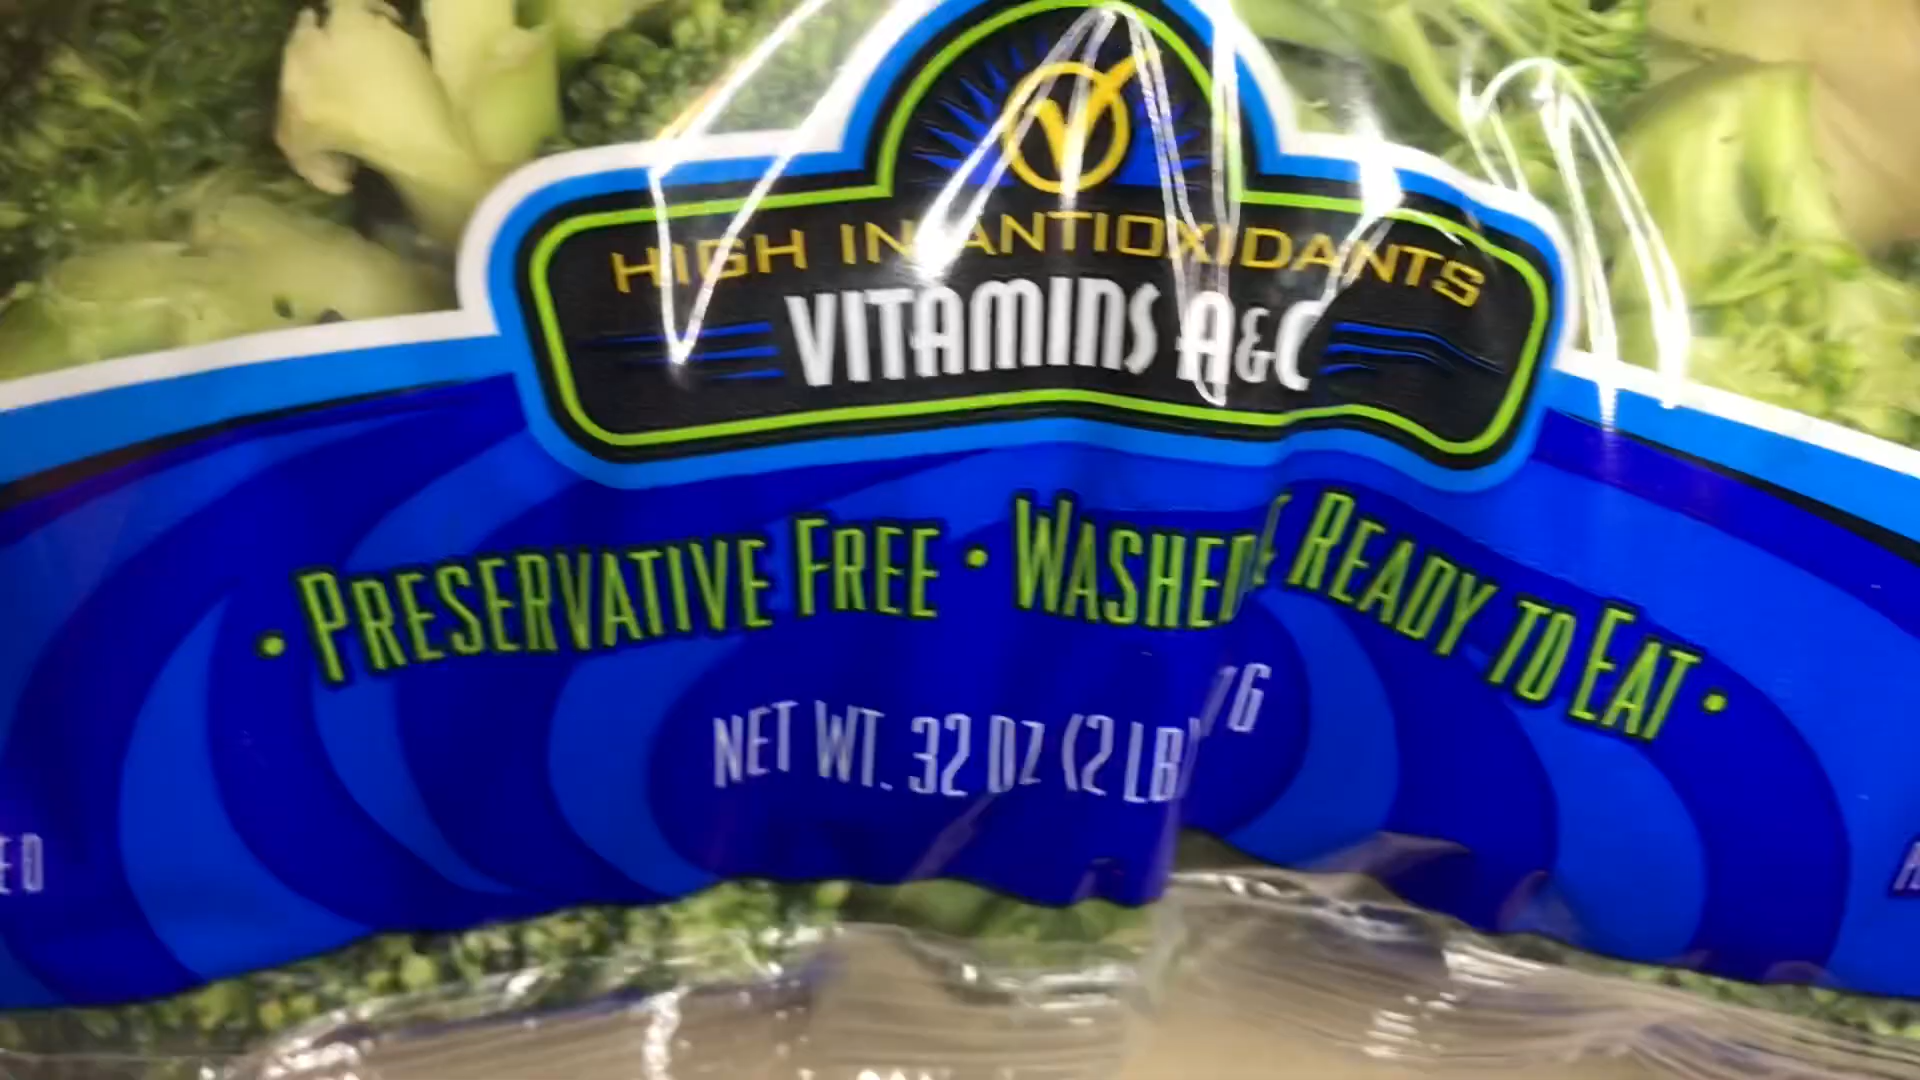 HIGH IN ANTIOXIDANTS
VITAMINS A&C
• PRESERVATIVE FREE • WASHED & READY TO EAT •
NET WT. 32 OZ (2 LB)